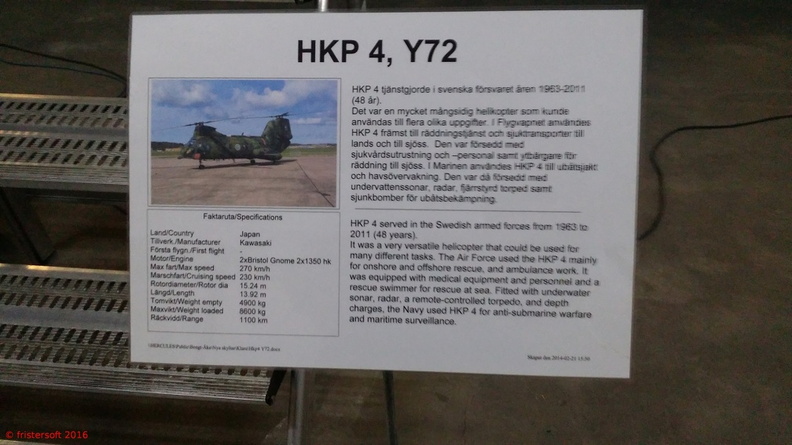 HKP 4, Y72
HKP 4 tjänstgjorde i svenska försvaret åren 1963-2011
(48 år).
Det var en mycket mångsidig helikopter som kunde
användas till flera olika uppgifter. I Flygvapnet användes
HKP 4 främst till räddningstjänst och sjuktransporter till
lands och till sjöss. Den var försedd med
sjukvårdsutrustning och –personal samt ytbärgare för
räddning till sjöss. I Marinen användes HKP 4 till ubåtsjakt
och havsövervakning. Den var då försedd med
undervattenssonar, radar, fjärrstyrd torped samt
sjunkbomber för ubåtsbekämpning.
HKP 4 served in the Swedish armed forces from 1963 to
2011 (48 years).
It was a very versatile helicopter that could be used for
many different tasks. The Air Force used the HKP 4 mainly
for onshore and offshore rescue, and ambulance work. It
was equipped with medical equipment and personnel and a
rescue swimmer for rescue at sea. Fitted with underwater
sonar, radar, a remote-controlled torpedo, and depth
charges, the Navy used HKP 4 for anti-submarine warfare
and maritime surveillance.
Faktaruta/Specifications
Land/Country Japan
Tillverk./Manufacturer Kawasaki
Första flygn./First flight -
Motor/Engine 2xBristol Gnome 2x1350 hk
Max fart/Max speed 270 km/h
Marschfart/Cruising speed 230 km/h
Rotordiameter/Rotor dia 15.24 m
Längd/Length 13.92 m
Tomvikt/Weight empty 4900 kg
Maxvikt/Weight loaded 8600 kg
Räckvidd/Range 1100 km
© fristersoft 2016